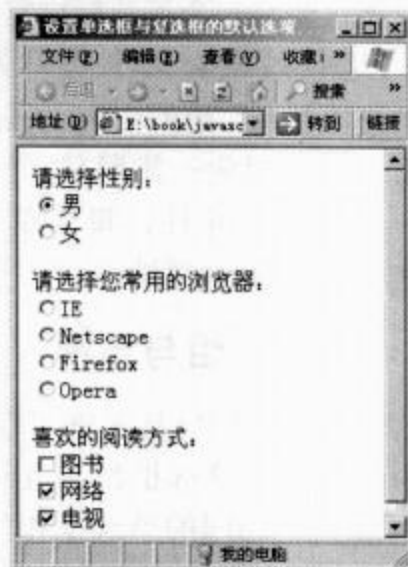 设置单选框与复选框的默认选项...
文件(F) 编辑(E) 查看(V) 收藏 »
后退 搜索 »
地址(D) E:\book\javasc 转到 链接
请选择性别：
男
女
请选择您常用的浏览器：
IE
Netscape
Firefox
Opera
喜欢的阅读方式：
图书
网络
电视
我的电脑